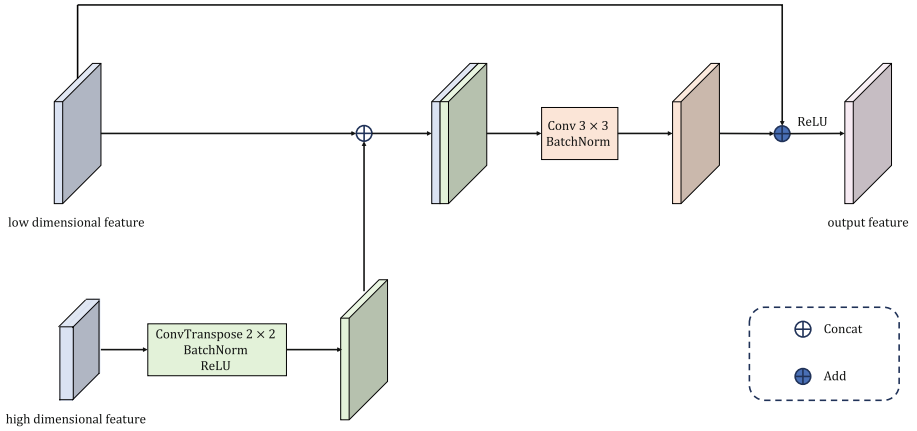 ReLU
Conv 3 × 3
BatchNorm
low dimensional feature
output feature
ConvTranspose 2 × 2
BatchNorm
ReLU
high dimensional feature
Concat
Add